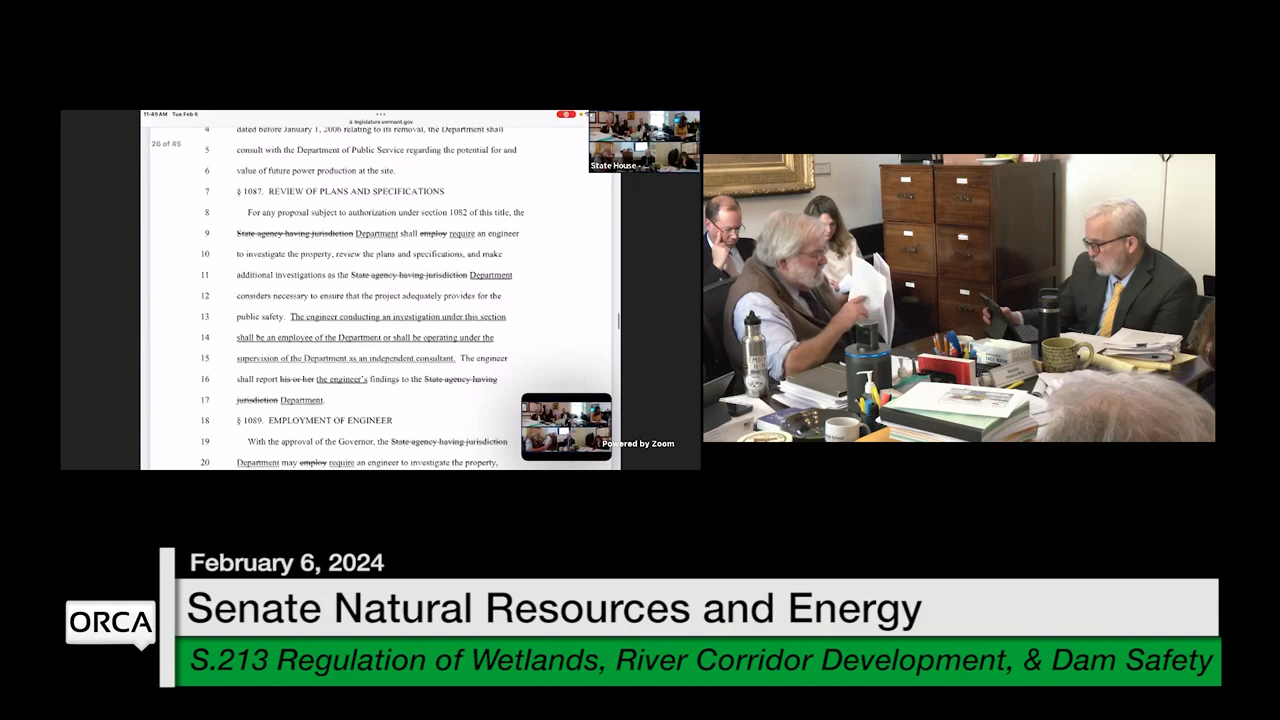 11:49 AM Tue Feb 6
legislature.vermont.gov
26 of 45
4 dated before January 1, 2006 relating to its removal, the Department shall
5 consult with the Department of Public Service regarding the potential for and
6 value of future power production at the site.
7 § 1087. REVIEW OF PLANS AND SPECIFICATIONS
8 For any proposal subject to authorization under section 1082 of this title, the
9 State agency having jurisdiction Department shall employ require an engineer
10 to investigate the property, review the plans and specifications, and make
11 additional investigations as the State agency having jurisdiction Department
12 considers necessary to ensure that the project adequately provides for the
13 public safety. The engineer conducting an investigation under this section
14 shall be an employee of the Department or shall be operating under the
15 supervision of the Department as an independent consultant. The engineer
16 shall report his or her the engineer's findings to the State agency having
17 jurisdiction Department.
18 § 1089. EMPLOYMENT OF ENGINEER
19 With the approval of the Governor, the State agency having jurisdiction
20 Department may employ require an engineer to investigate the property,
State House -
Powered by Zoom
February 6, 2024
ORCA
Senate Natural Resources and Energy
S.213 Regulation of Wetlands, River Corridor Development, & Dam Safety